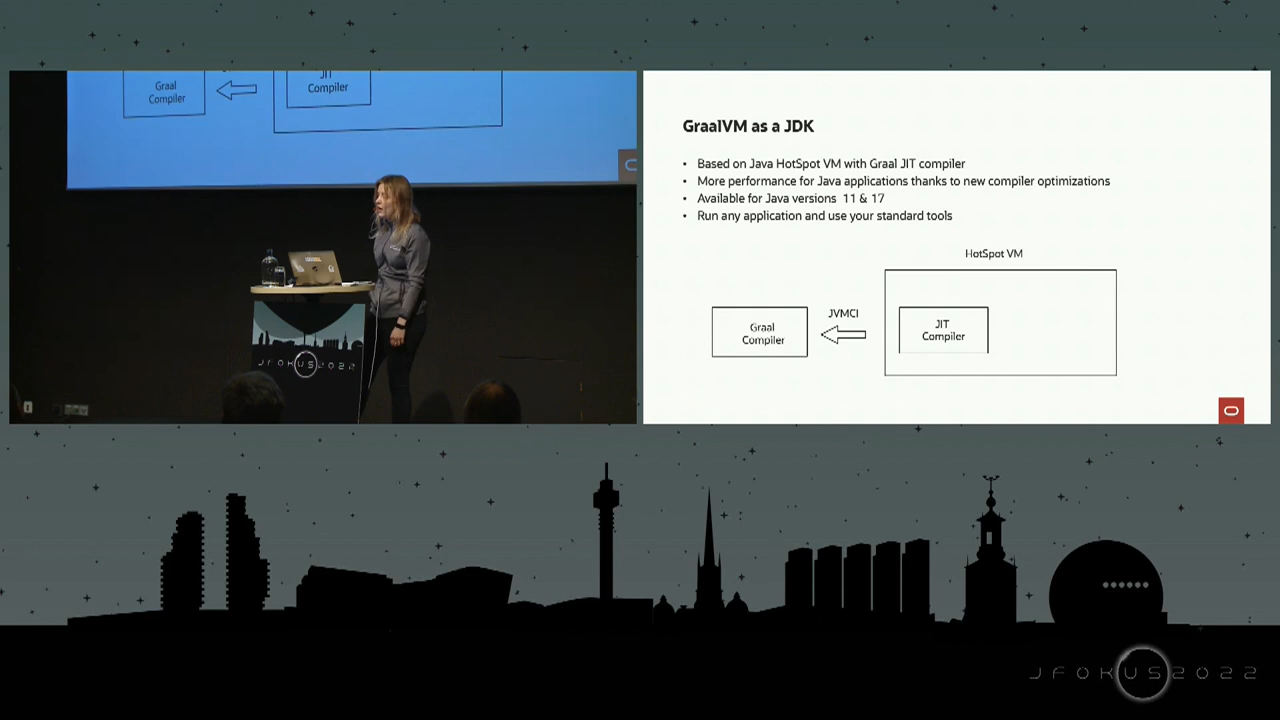 Graal
Compiler
JIT
Compiler
JFOKUS2022
GraalVM as a JDK
• Based on Java HotSpot VM with Graal JIT compiler
• More performance for Java applications thanks to new compiler optimizations
• Available for Java versions 11 & 17
• Run any application and use your standard tools
HotSpot VM
JVMCI
Graal
Compiler
JIT
Compiler
JFOKUS2022